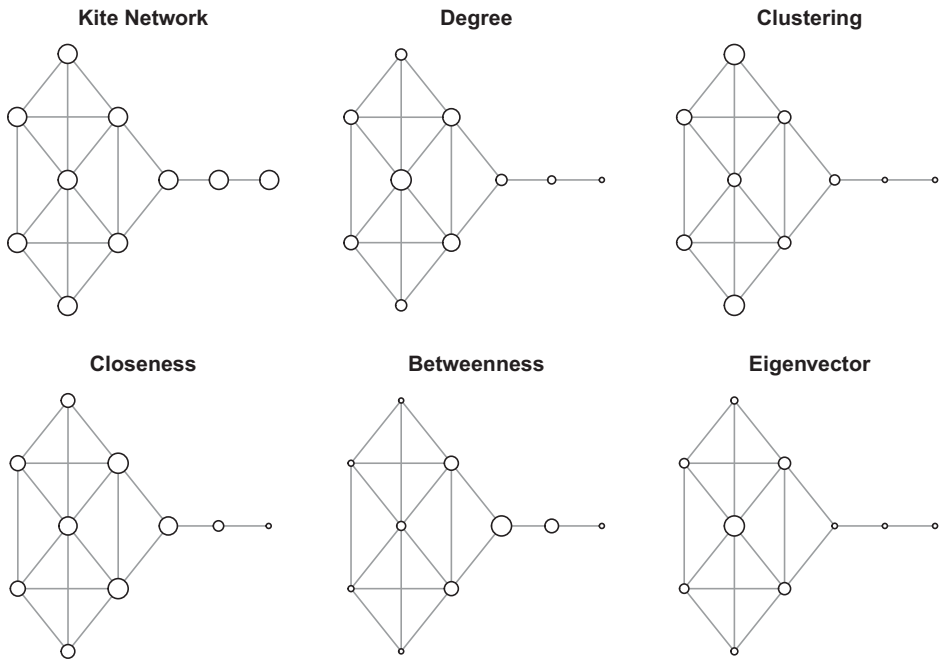 Kite Network
Degree
Clustering
Closeness
Betweenness
Eigenvector